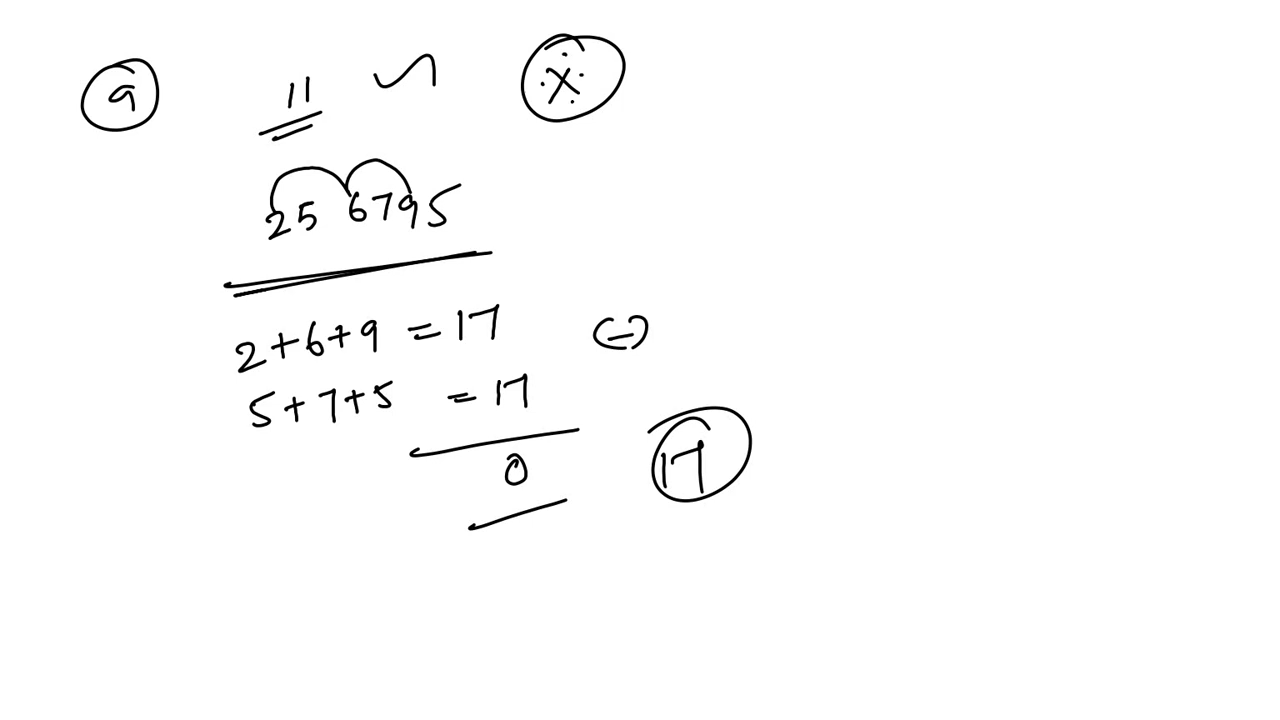 9 11 ※
256795
2+6+9 = 17 (-)
5+7+5 = 17
0 17